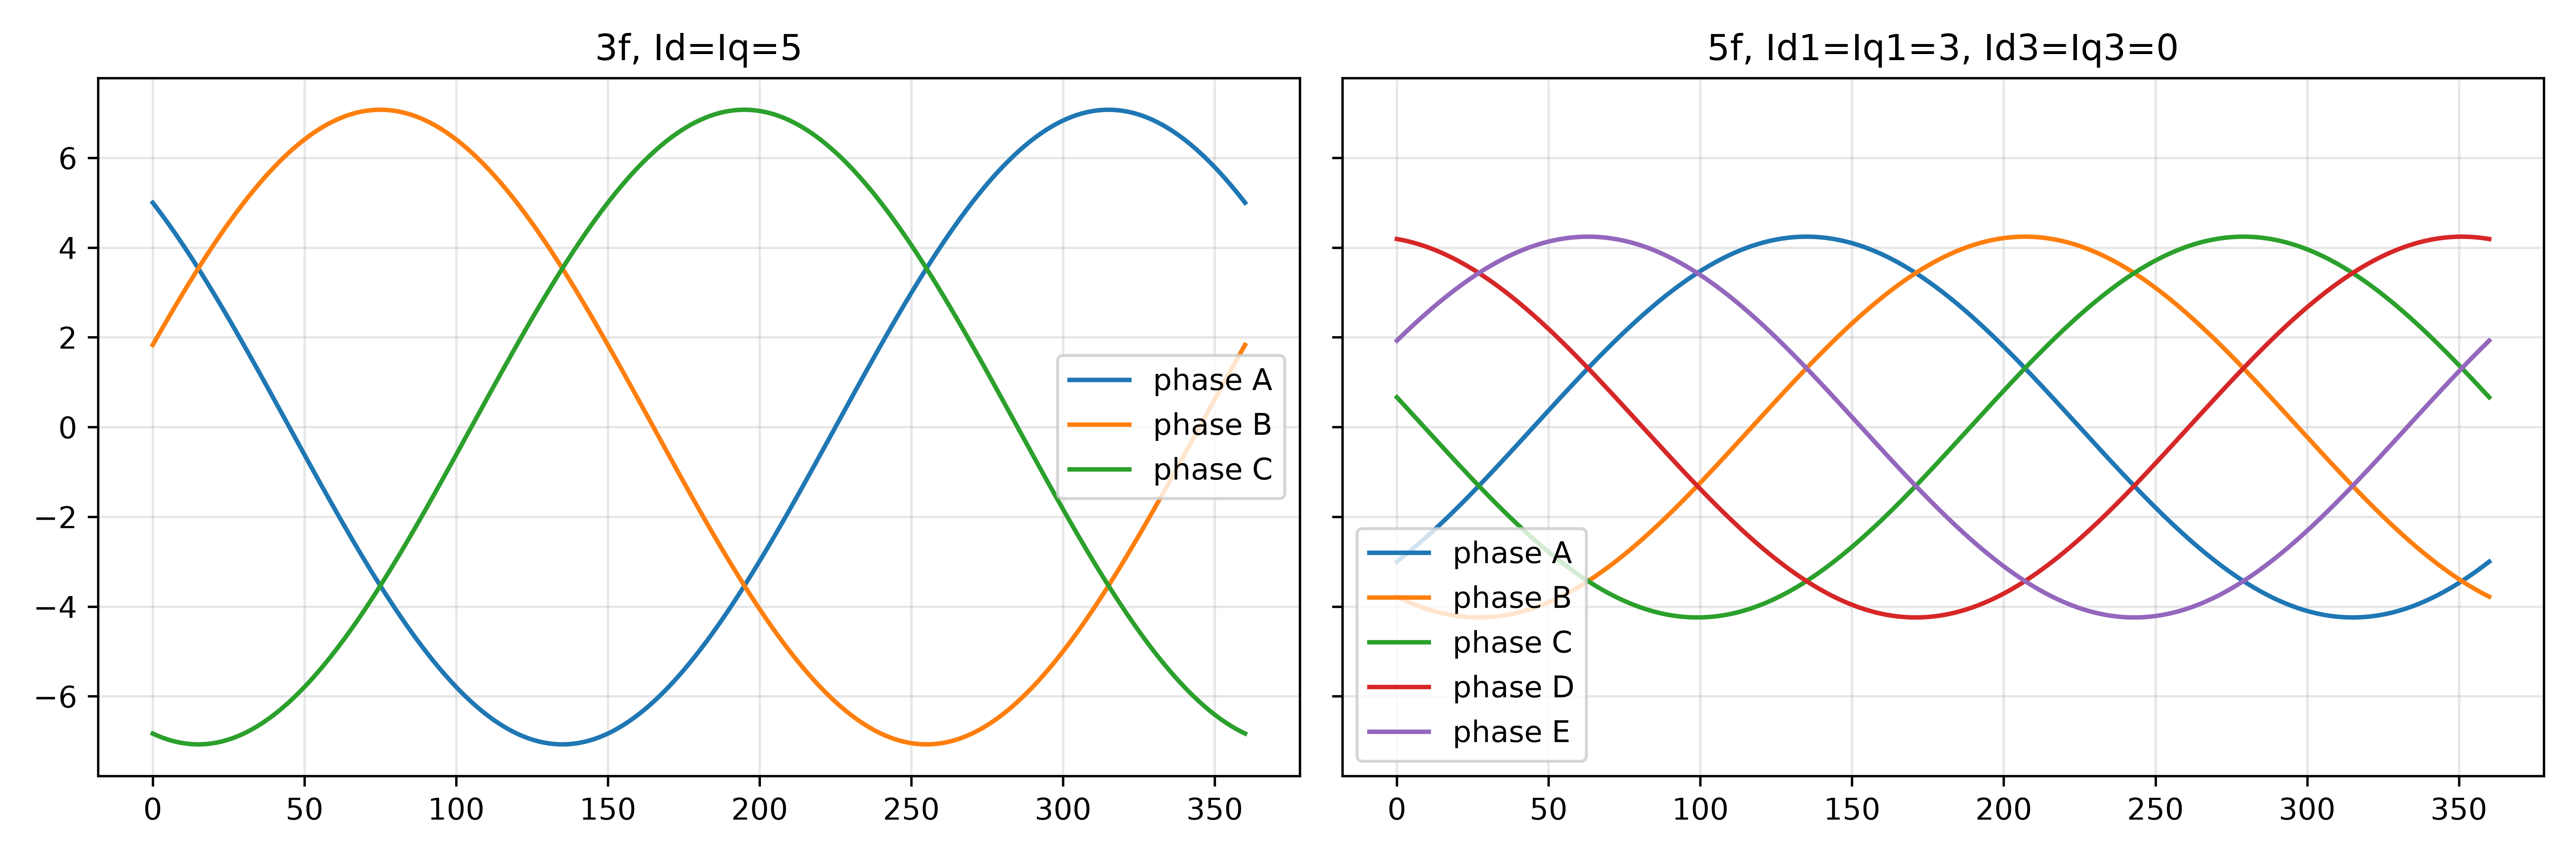 3f, Id=Iq=5
6
4
2
0
−2
−4
−6
0 50 100 150 200 250 300 350
phase A
phase B
phase C
5f, Id1=Iq1=3, Id3=Iq3=0
0 50 100 150 200 250 300 350
phase A
phase B
phase C
phase D
phase E